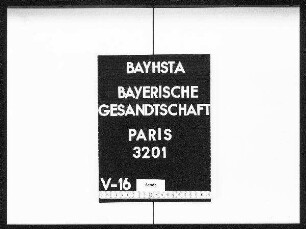 BAYHSTA
BAYERISCHE
GESANDTSCHAFT
PARIS
3201
V-16